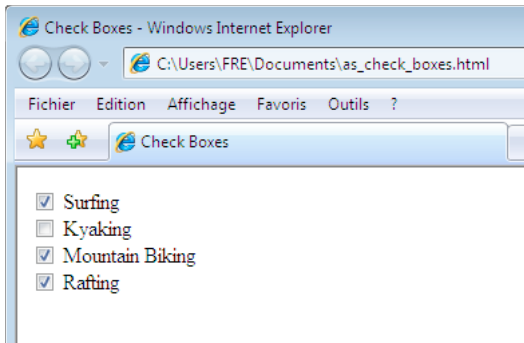 Check Boxes - Windows Internet Explorer
C:\Users\FRE\Documents\as_check_boxes.html
Fichier Edition Affichage Favoris Outils ?
Check Boxes
Surfing
Kyaking
Mountain Biking
Rafting